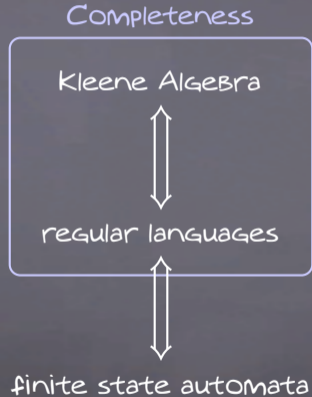 Completeness
Kleene Algebra
regular languages
finite state automata